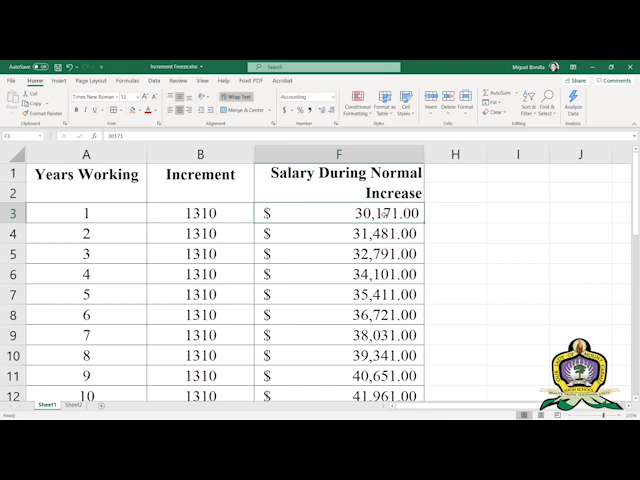 AutoSave Off Increment Freeze.xlsx Search Miguel Bonilla
File Home Insert Page Layout Formulas Data Review View Help Foxit PDF Acrobat Share Comments
Cut
Copy
Format Painter
Paste
Clipboard
Times New Roman 12
Font
Wrap Text
Merge & Center
Alignment
Accounting
Number
Conditional Formatting
Format as Table
Cell Styles
Styles
Insert Delete Format
Cells
AutoSum
Fill
Clear
Sort & Filter
Find & Select
Editing
Analyze Data
Analysis
F3 fx 30171
A B F H I J
1 Years Working Increment Salary During Normal
2 Increase
3 1 1310 $ 30,171.00
4 2 1310 $ 31,481.00
5 3 1310 $ 32,791.00
6 4 1310 $ 34,101.00
7 5 1310 $ 35,411.00
8 6 1310 $ 36,721.00
9 7 1310 $ 38,031.00
10 8 1310 $ 39,341.00
11 9 1310 $ 40,651.00
12 10 1310 $ 41,961.00
HIGH SCHOOL
Sheet1 Sheet2
Ready